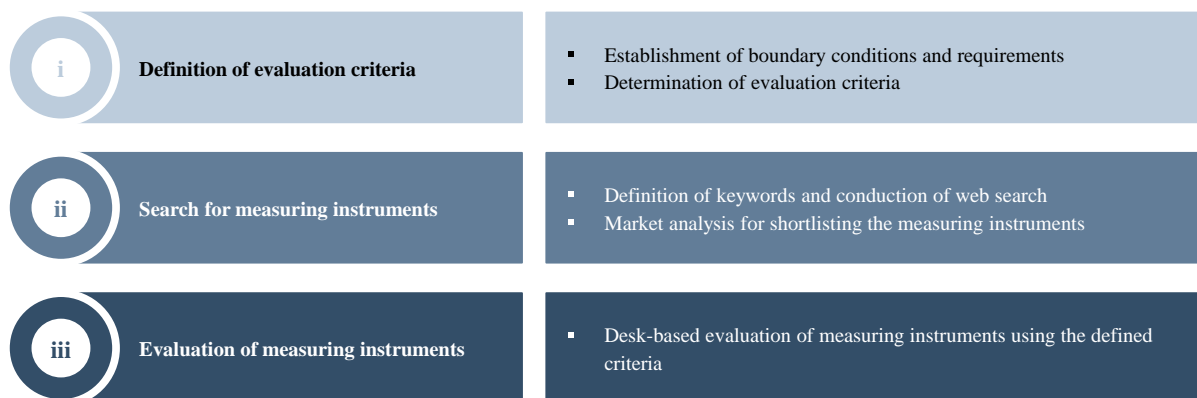 i
Definition of evaluation criteria
▪ Establishment of boundary conditions and requirements
▪ Determination of evaluation criteria
ii
Search for measuring instruments
▪ Definition of keywords and conduction of web search
▪ Market analysis for shortlisting the measuring instruments
iii
Evaluation of measuring instruments
▪ Desk-based evaluation of measuring instruments using the defined
criteria